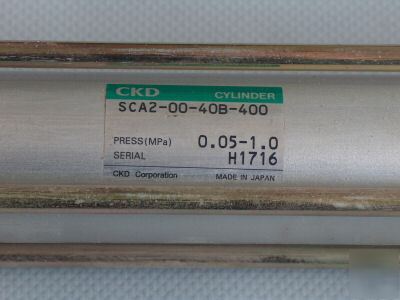 CKD CYLINDER
SCA2-00-40B-400
PRESS(MPa) 0.05-1.0
SERIAL H1716
CKD Corporation MADE IN JAPAN